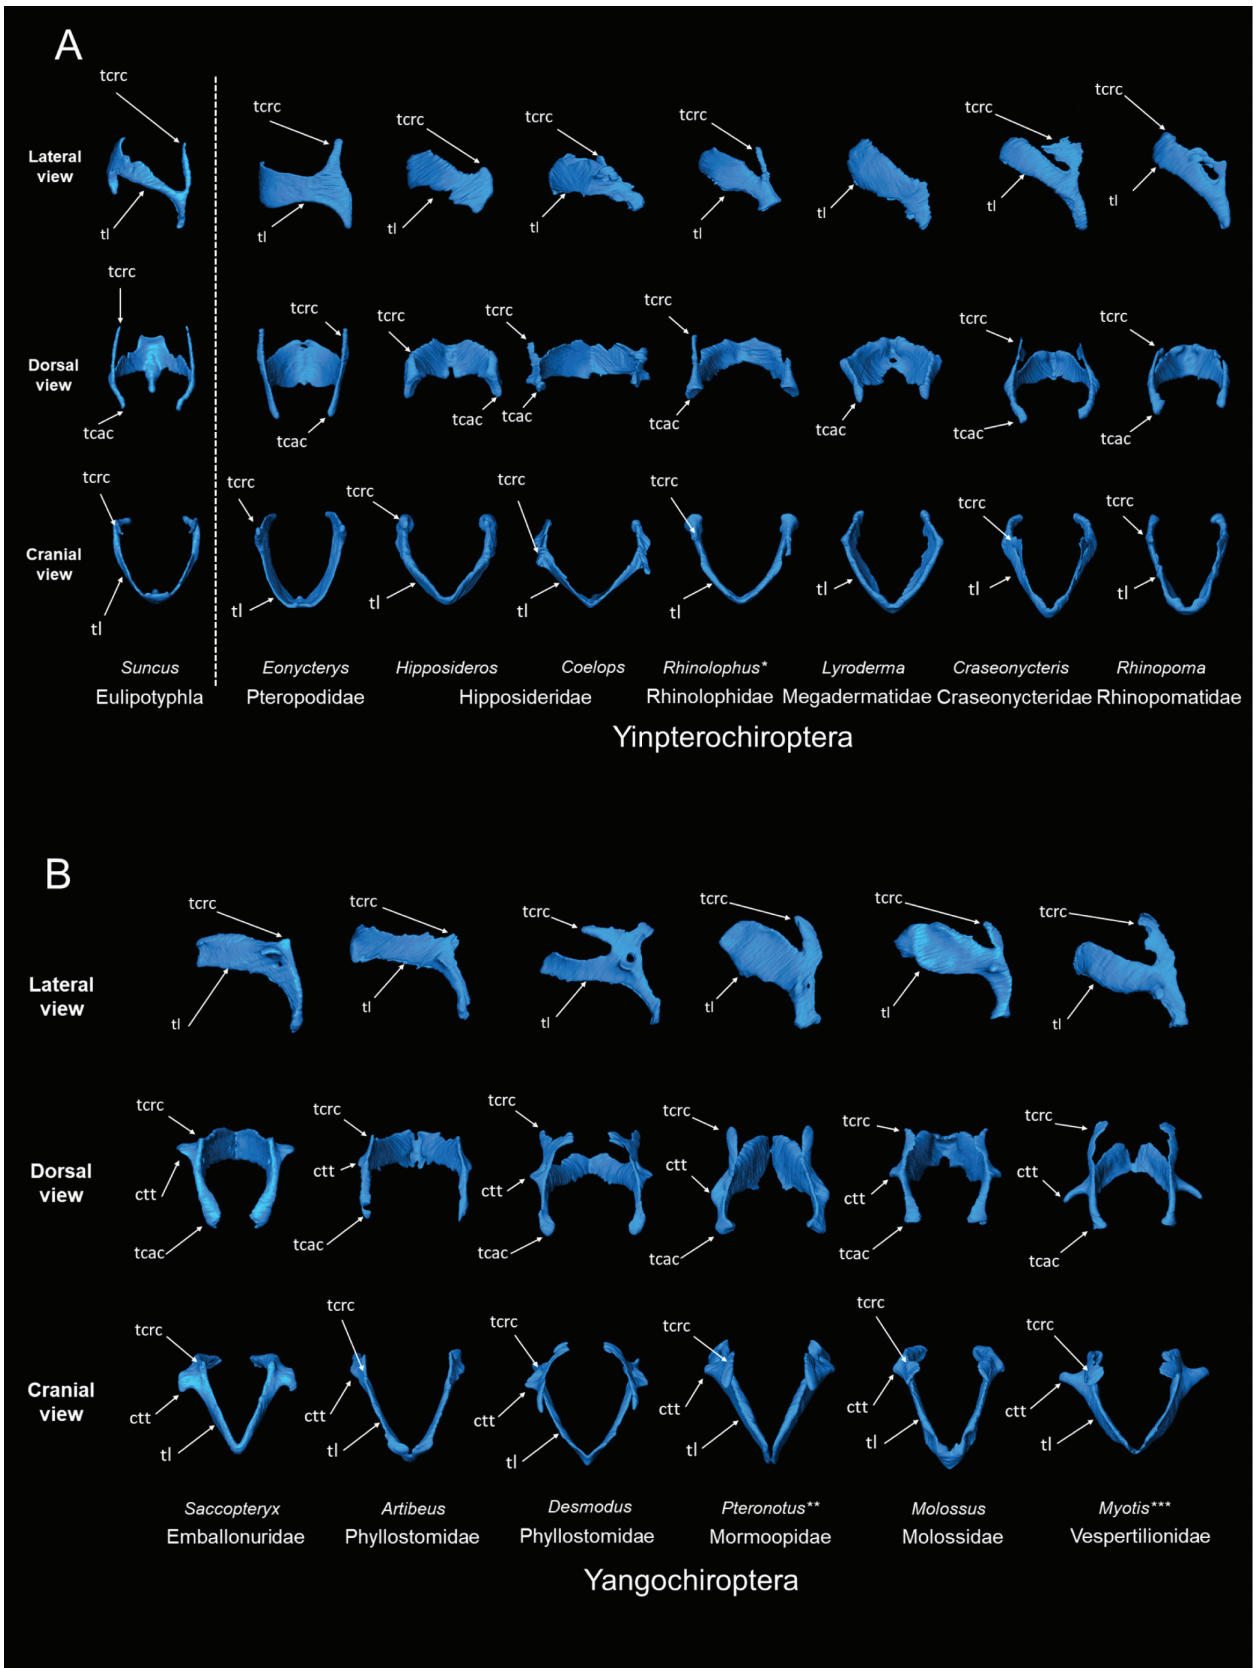 A
tcrc
tcrc tcrc tcrc tcrc tcrc tcrc
Lateral
view
tl tl tl tl tl tl tl tl
tcrc
tcrc tcrc tcrc tcrc tcrc tcrc
Dorsal
view
tcac tcac tcac tcac tcac tcac tcac tcac
tcrc tcrc tcrc tcrc tcrc tcrc tcrc
Cranial
view
tl tl tl tl tl tl tl tl
Suncus Eonycterys Hipposideros Coelops Rhinolophus* Lyroderma Craseonycteris Rhinopoma
Eulipotyphla Pteropodidae Hipposideridae Rhinolophidae Megadermatidae Craseonycteridae Rhinopomatidae
Yinpterochiroptera
B
tcrc tcrc tcrc tcrc tcrc tcrc
Lateral
view
tl tl tl tl tl tl
tcrc tcrc tcrc tcrc tcrc tcrc
Dorsal
view
ctt ctt ctt ctt ctt ctt
tcac tcac tcac tcac tcac tcac
tcrc tcrc tcrc tcrc tcrc tcrc
Cranial
view
ctt ctt ctt ctt ctt ctt
tl tl tl tl tl tl
Saccopteryx Artibeus Desmodus Pteronotus** Molossus Myotis***
Emballonuridae Phyllostomidae Phyllostomidae Mormoopidae Molossidae Vespertilionidae
Yangochiroptera